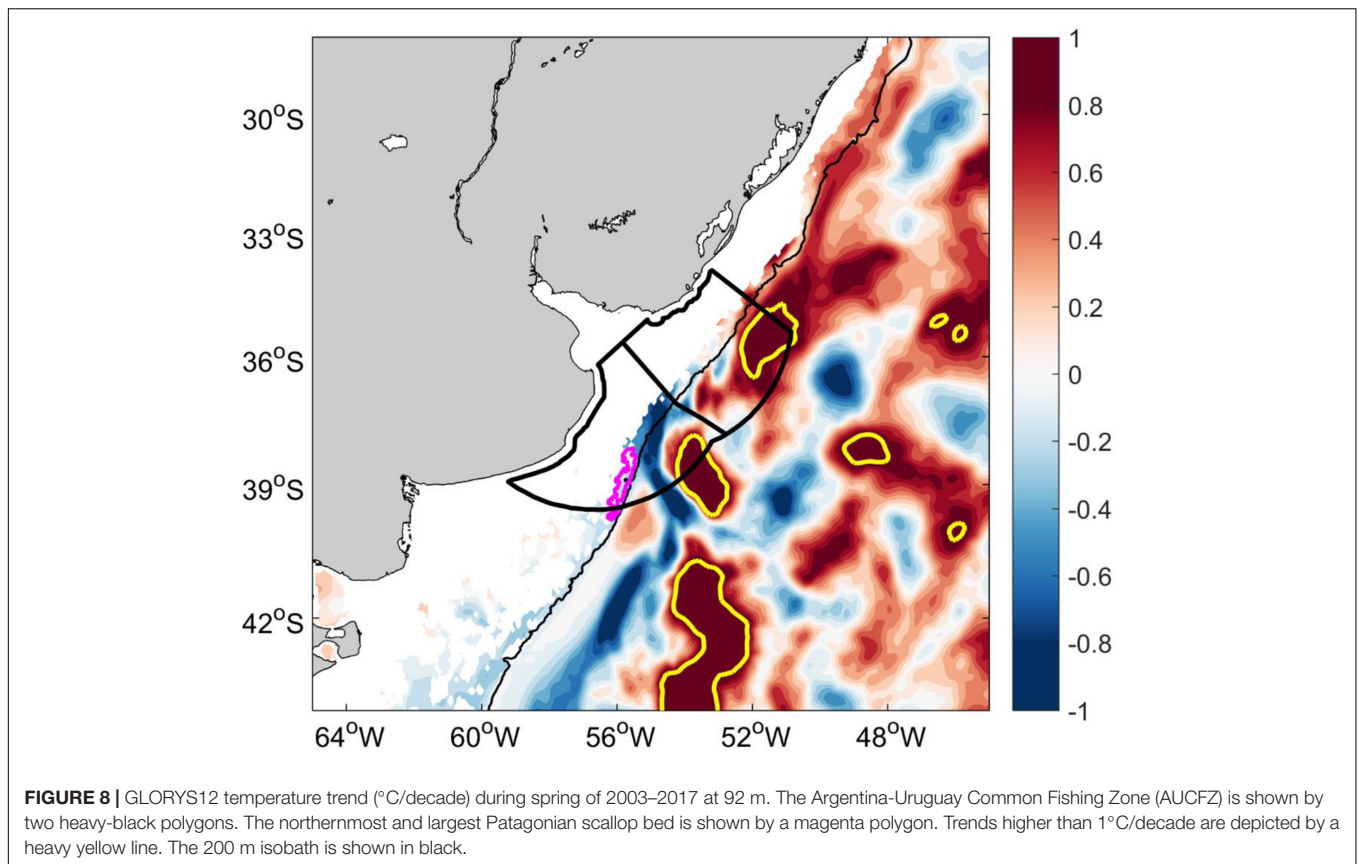 30°S
33°S
36°S
39°S
42°S
64°W 60°W 56°W 52°W 48°W
1
0.8
0.6
0.4
0.2
0
-0.2
-0.4
-0.6
-0.8
-1
FIGURE 8 | GLORYS12 temperature trend (°C/decade) during spring of 2003–2017 at 92 m. The Argentina-Uruguay Common Fishing Zone (AUCFZ) is shown by
two heavy-black polygons. The northernmost and largest Patagonian scallop bed is shown by a magenta polygon. Trends higher than 1°C/decade are depicted by a
heavy yellow line. The 200 m isobath is shown in black.